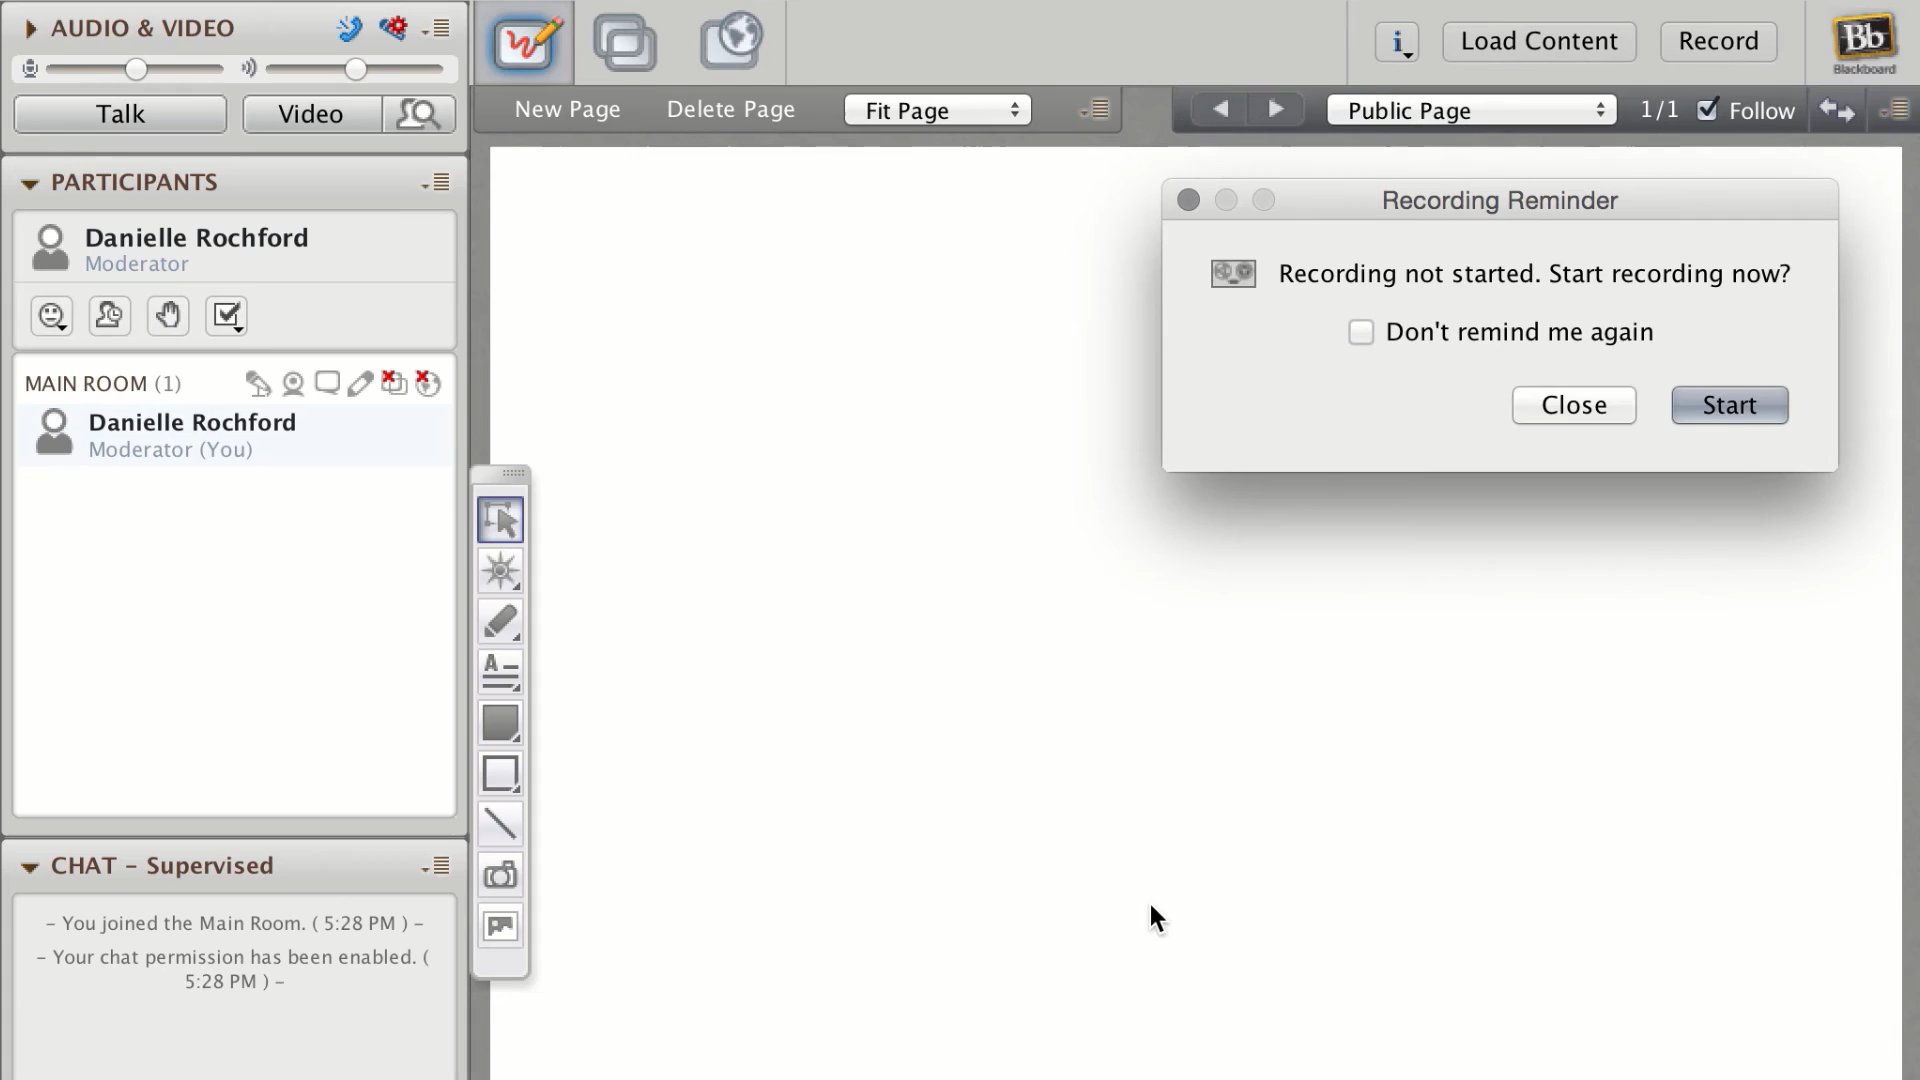 AUDIO & VIDEO
Talk
Video
PARTICIPANTS
Danielle Rochford
Moderator
MAIN ROOM (1)
Danielle Rochford
Moderator (You)
CHAT – Supervised
– You joined the Main Room. ( 5:28 PM ) –
– Your chat permission has been enabled. (
5:28 PM ) –
i
Load Content
Record
Bb
Blackboard
New Page
Delete Page
Fit Page
Public Page
1/1
Follow
Recording Reminder
Recording not started. Start recording now?
Don't remind me again
Close
Start
A